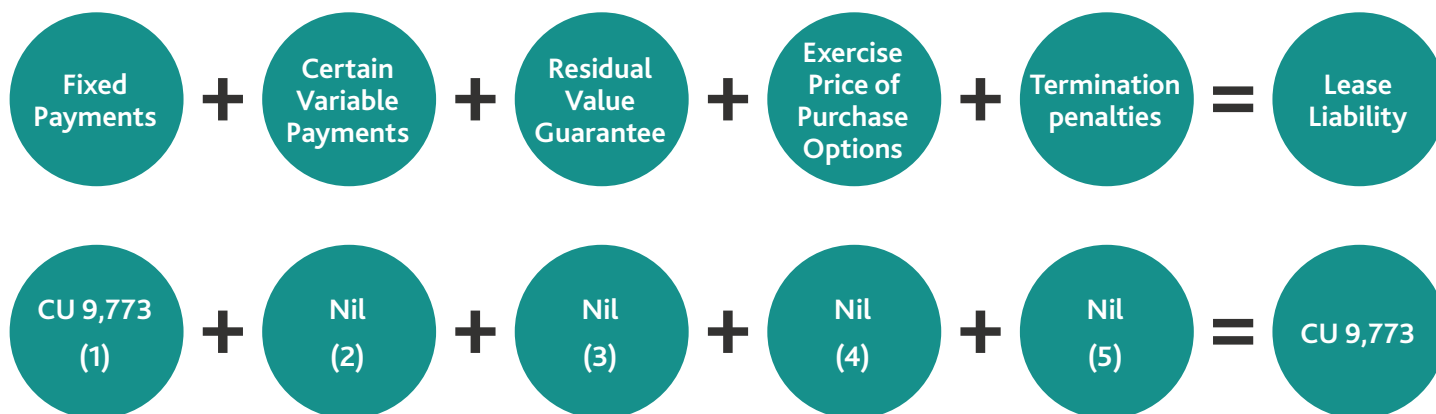 Fixed
Payments
+
Certain
Variable
Payments
+
Residual
Value
Guarantee
+
Exercise
Price of
Purchase
Options
+
Termination
penalties
=
Lease
Liability
CU 9,773
(1)
+
Nil
(2)
+
Nil
(3)
+
Nil
(4)
+
Nil
(5)
=
CU 9,773